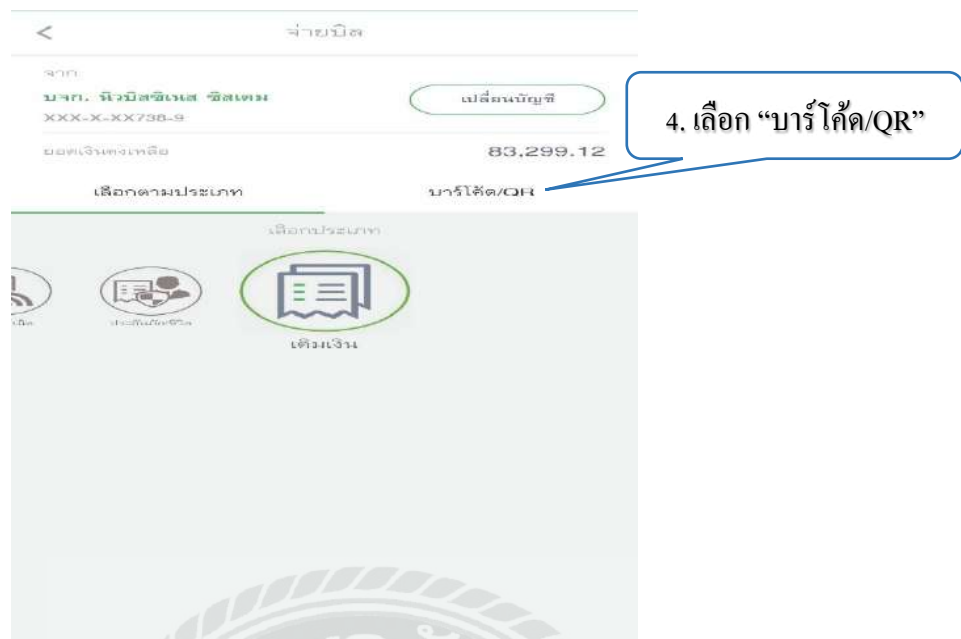 <
จ่ายบิล
จาก
บจก. นิวบิสซิเนส ซิสเตม
เปลี่ยนบัญชี
XXX-X-XX738-9
4. เลือก “บาร์โค้ด/QR”
ยอดเงินคงเหลือ
83,299.12
เลือกตามประเภท
บาร์โค้ด/QR
เลือกประเภท
เติมเงิน